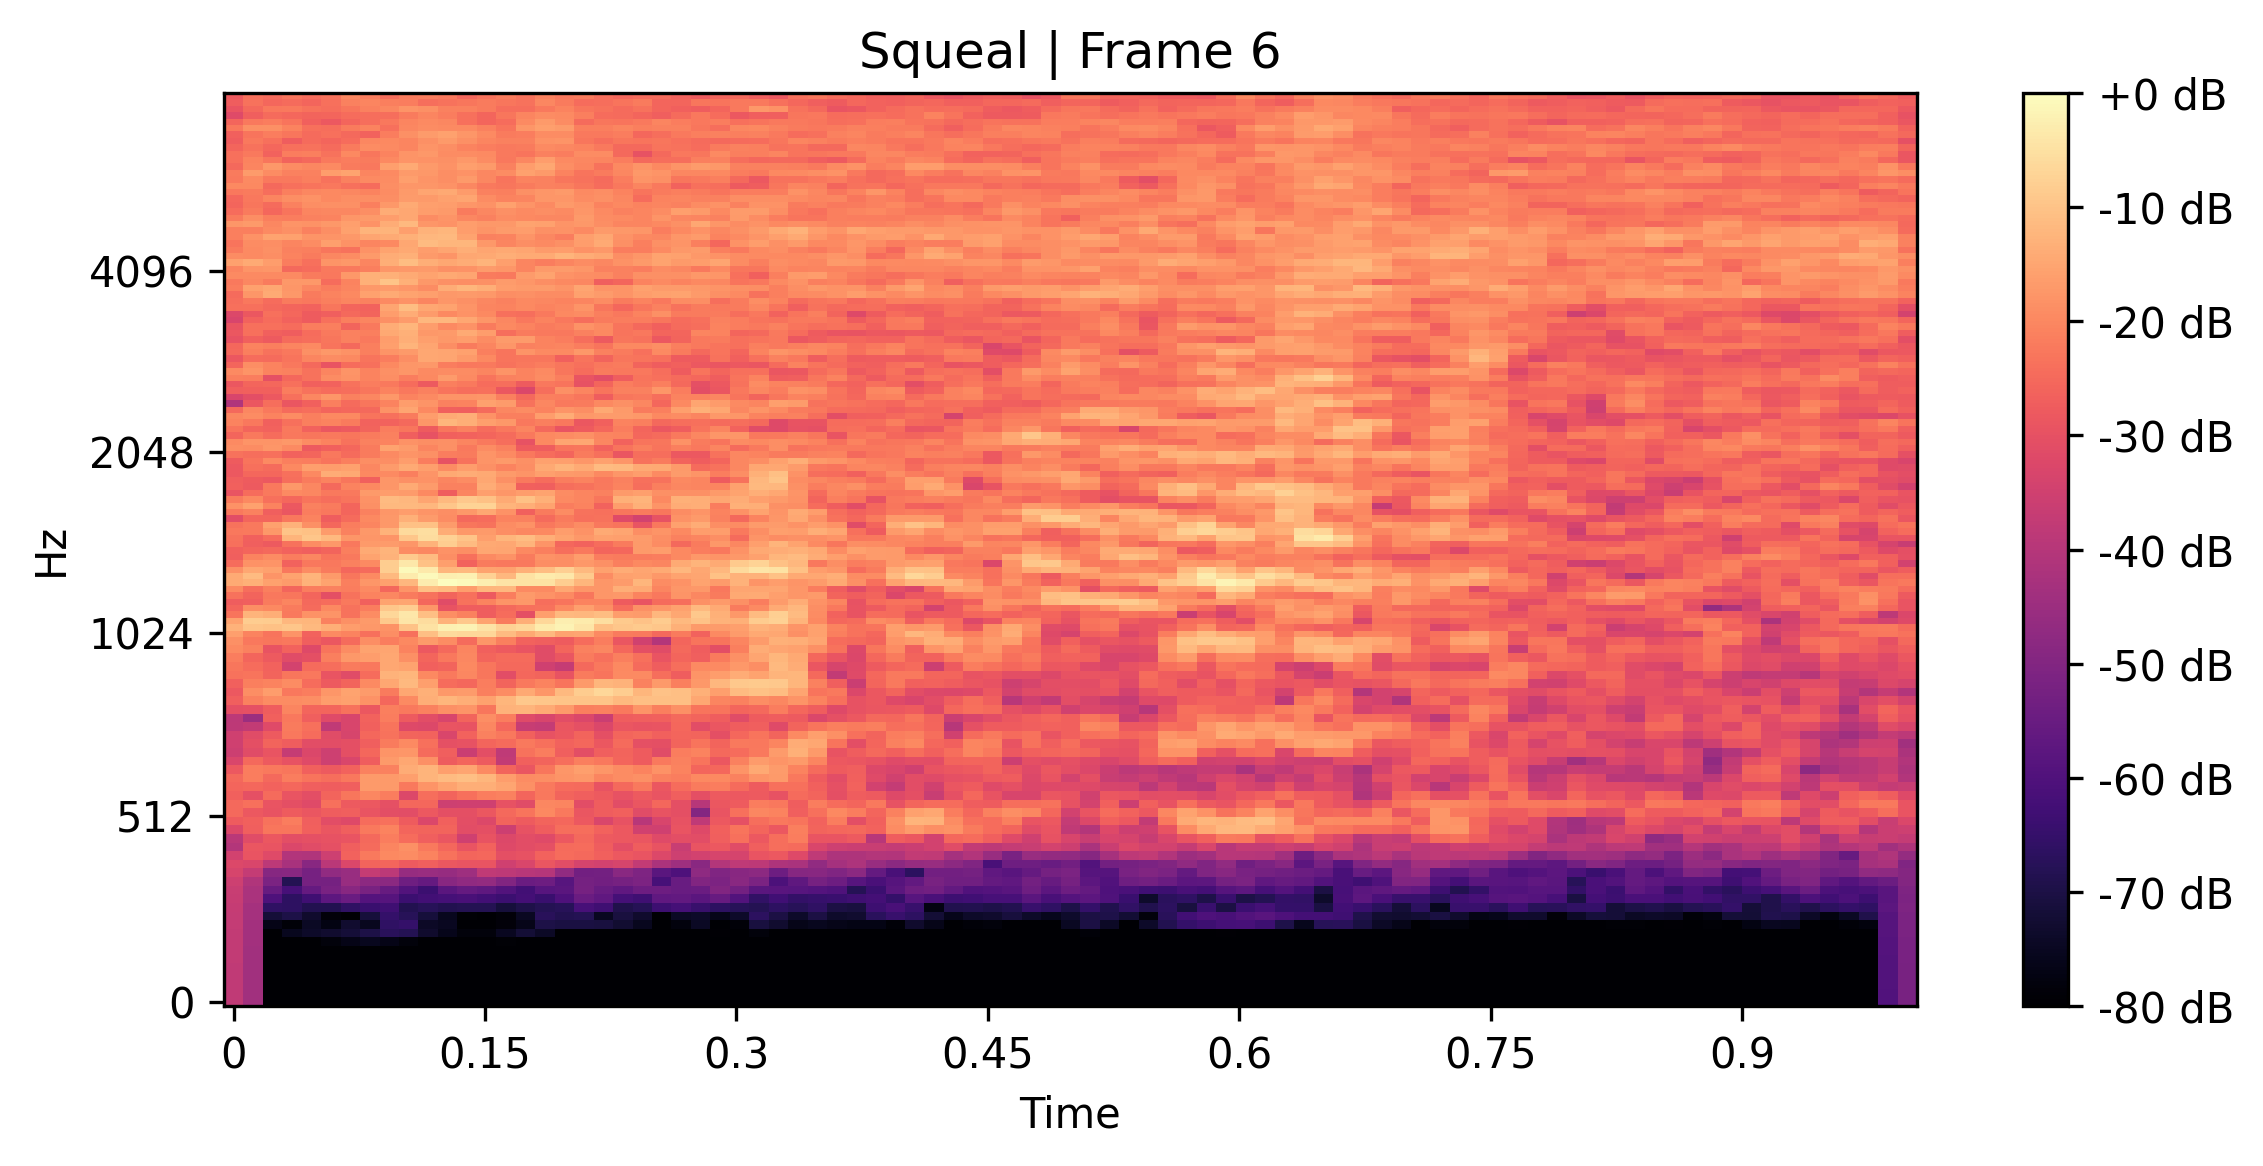 Squeal | Frame 6
Hz
4096
2048
1024
512
0
0 0.15 0.3 0.45 0.6 0.75 0.9
Time
+0 dB
-10 dB
-20 dB
-30 dB
-40 dB
-50 dB
-60 dB
-70 dB
-80 dB